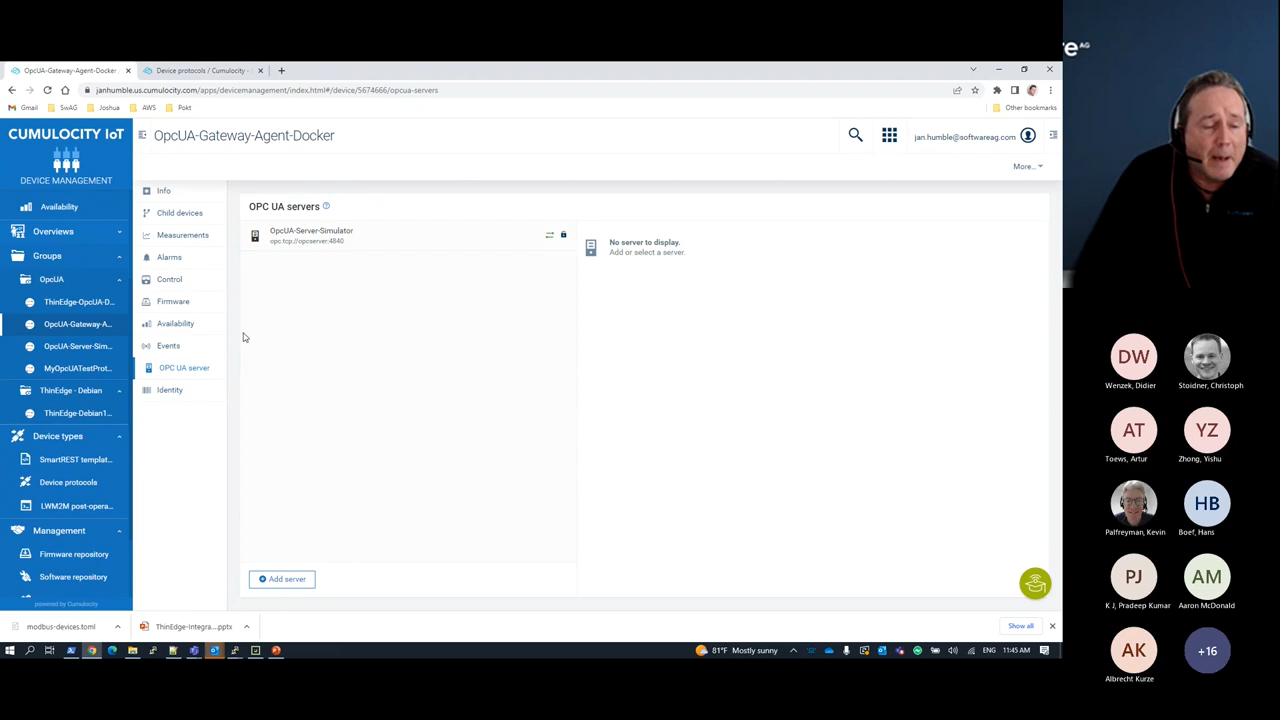 OpcUA-Gateway-Agent-Docker
Device protocols / Cumulocity -
janhumble.us.cumulocity.com/apps/devicemanagement/index.html#/device/5674666/opcua-servers
Gmail
SwAG
Joshua
AWS
Pokt
Other bookmarks
CUMULOCITY IoT
DEVICE MANAGEMENT
Availability
Overviews
Groups
OpcUA
ThinEdge-OpcUA-D...
OpcUA-Gateway-A...
OpcUA-Server-Sim...
MyOpcUATestProt...
ThinEdge - Debian
ThinEdge-Debian1...
Device types
SmartREST templat...
Device protocols
LWM2M post-opera...
Management
Firmware repository
Software repository
powered by Cumulocity
OpcUA-Gateway-Agent-Docker
jan.humble@softwareag.com
More...
Info
Child devices
Measurements
Alarms
Control
Firmware
Availability
Events
OPC UA server
Identity
OPC UA servers
OpcUA-Server-Simulator
opc.tcp://opcserver:4840
No server to display.
Add or select a server.
Add server
modbus-devices.toml
ThinEdge-Integra....pptx
Show all
81°F Mostly sunny
ENG
11:45 AM
re AG
DW
Wenzek, Didier
Stoidner, Christoph
AT
Toews, Artur
YZ
Zhong, Yishu
Palfreyman, Kevin
HB
Boef, Hans
PJ
K J, Pradeep Kumar
AM
Aaron McDonald
AK
Albrecht Kurze
+16